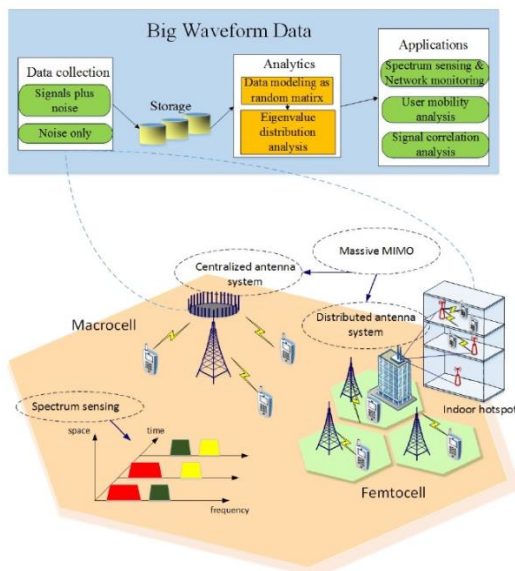 Big Waveform Data
Data collection
Signals plus
noise
Noise only
Storage
Analytics
Data modeling as
random matirx
Eigenvalue
distribution
analysis
Applications
Spectrum sensing &
Network monitoring
User mobility
analysis
Signal correlation
analysis
Massive MIMO
Centralized antenna
system
Macrocell
Distributed antenna
system
Indoor hotspot
Spectrum sensing
space
time
frequency
Femtocell